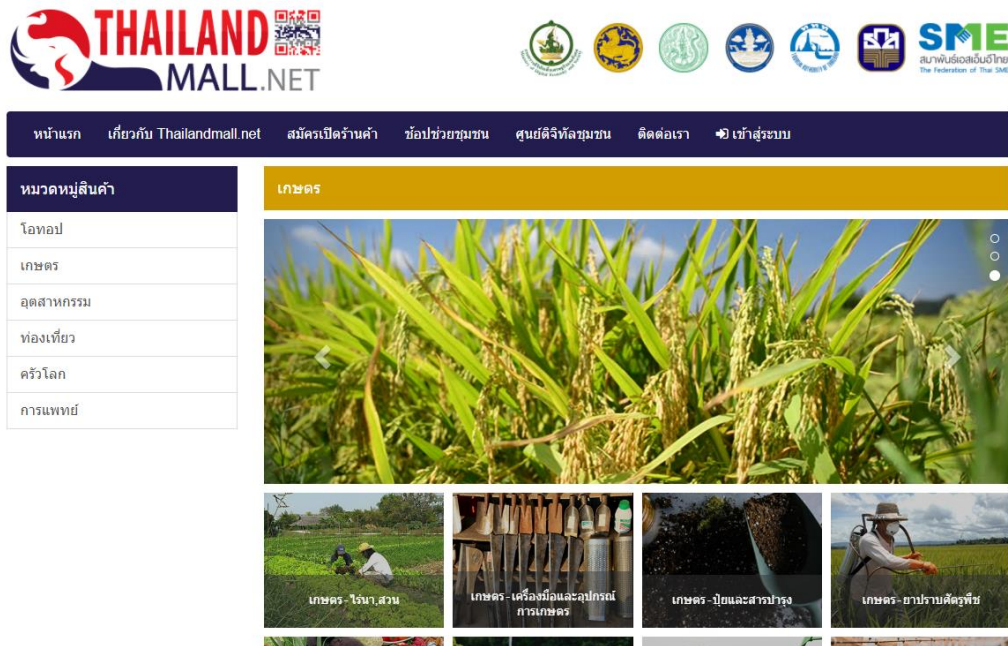 THAILAND
MALL.NET
SME
สมาพันธ์เอสเอ็มอีไทย
The Federation of Thai SME
หน้าแรก เกี่ยวกับ Thailandmall.net สมัครเปิดร้านค้า ช้อปช่วยชุมชน ศูนย์ดิจิทัลชุมชน ติดต่อเรา เข้าสู่ระบบ
หมวดหมู่สินค้า
โอทอป
เกษตร
อุตสาหกรรม
ท่องเที่ยว
ครัวโลก
การแพทย์
เกษตร
เกษตร-ไร่นา,สวน
เกษตร-เครื่องมือและอุปกรณ์
การเกษตร
เกษตร-ปุ๋ยและสารบำรุง
เกษตร-ยาปราบศัตรูพืช